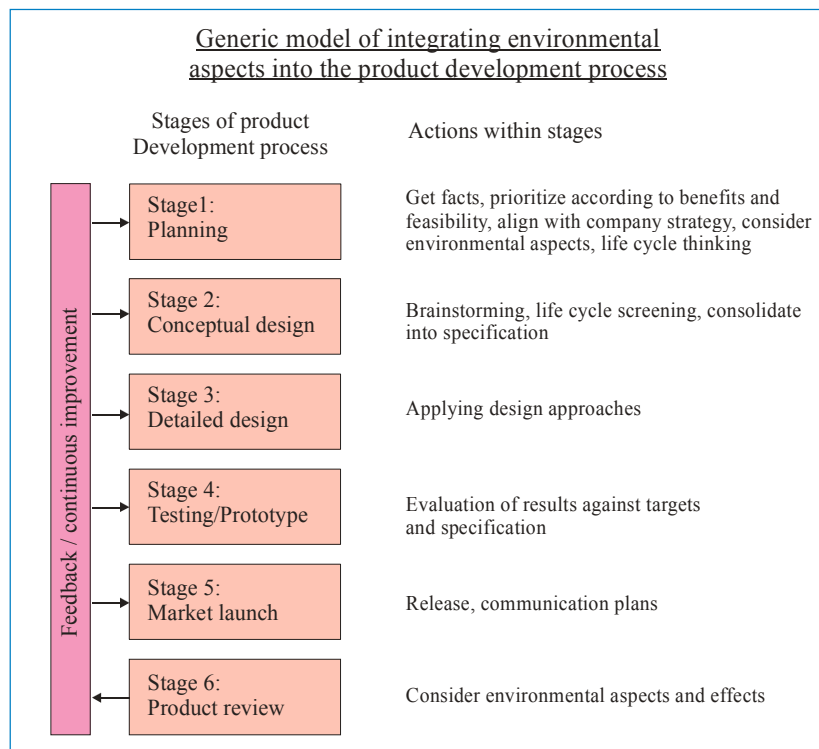 Generic model of integrating environmental
aspects into the product development process
Stages of product
Development process
Actions within stages
Feedback / continuous improvement
Stage1:
Planning
Get facts, prioritize according to benefits and
feasibility, align with company strategy, consider
environmental aspects, life cycle thinking
Stage 2:
Conceptual design
Brainstorming, life cycle screening, consolidate
into specification
Stage 3:
Detailed design
Applying design approaches
Stage 4:
Testing/Prototype
Evaluation of results against targets
and specification
Stage 5:
Market launch
Release, communication plans
Stage 6:
Product review
Consider environmental aspects and effects